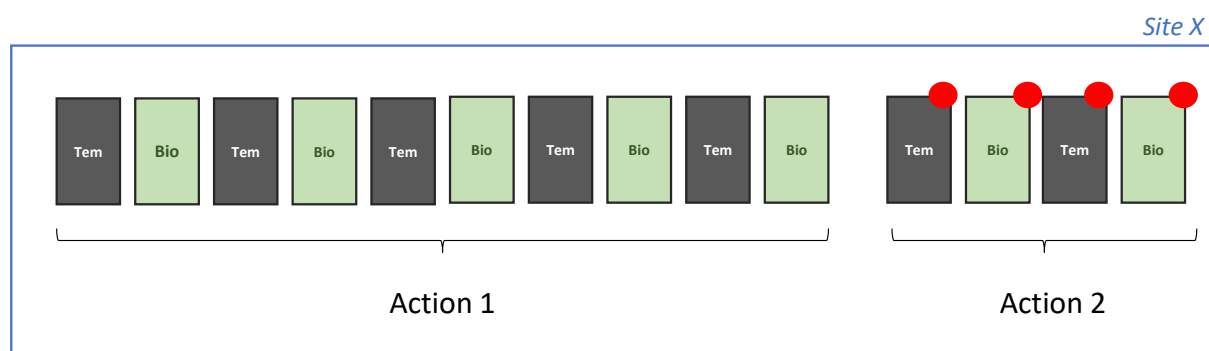 Site X
Tem Bio Tem Bio Tem Bio Tem Bio Tem Bio Tem Bio Tem Bio
Action 1 Action 2